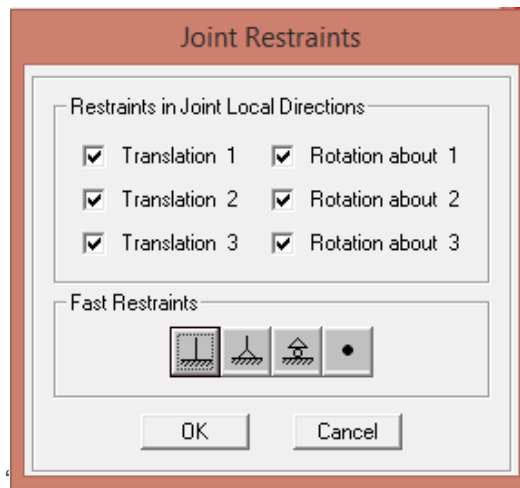 Joint Restraints
Restraints in Joint Local Directions
Translation 1 Rotation about 1
Translation 2 Rotation about 2
Translation 3 Rotation about 3
Fast Restraints
OK Cancel